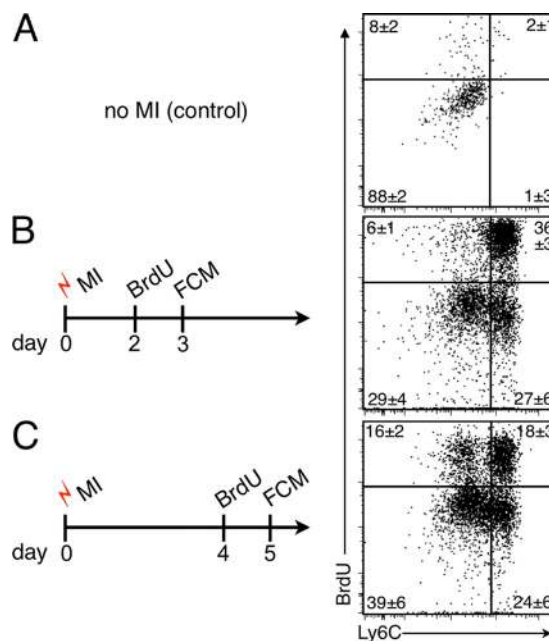 A
no MI (control)
8±2
2±
88±2
1±3
B
MI BrdU FCM
day 0 2 3
6±1
36
±3
29±4
27±6
C
MI BrdU FCM
day 0 4 5
16±2
18±3
39±6
24±6
BrdU
Ly6C